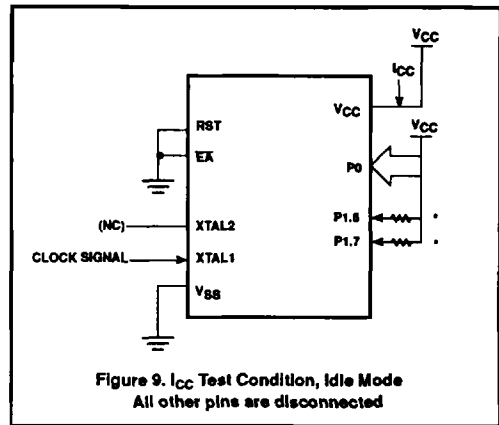 VCC
ICC
VCC
VCC
RST
EA
P0
P1.6
(NC)
XTAL2
P1.7
CLOCK SIGNAL
XTAL1
VSS
Figure 9. ICC Test Condition, Idle Mode
All other pins are disconnected